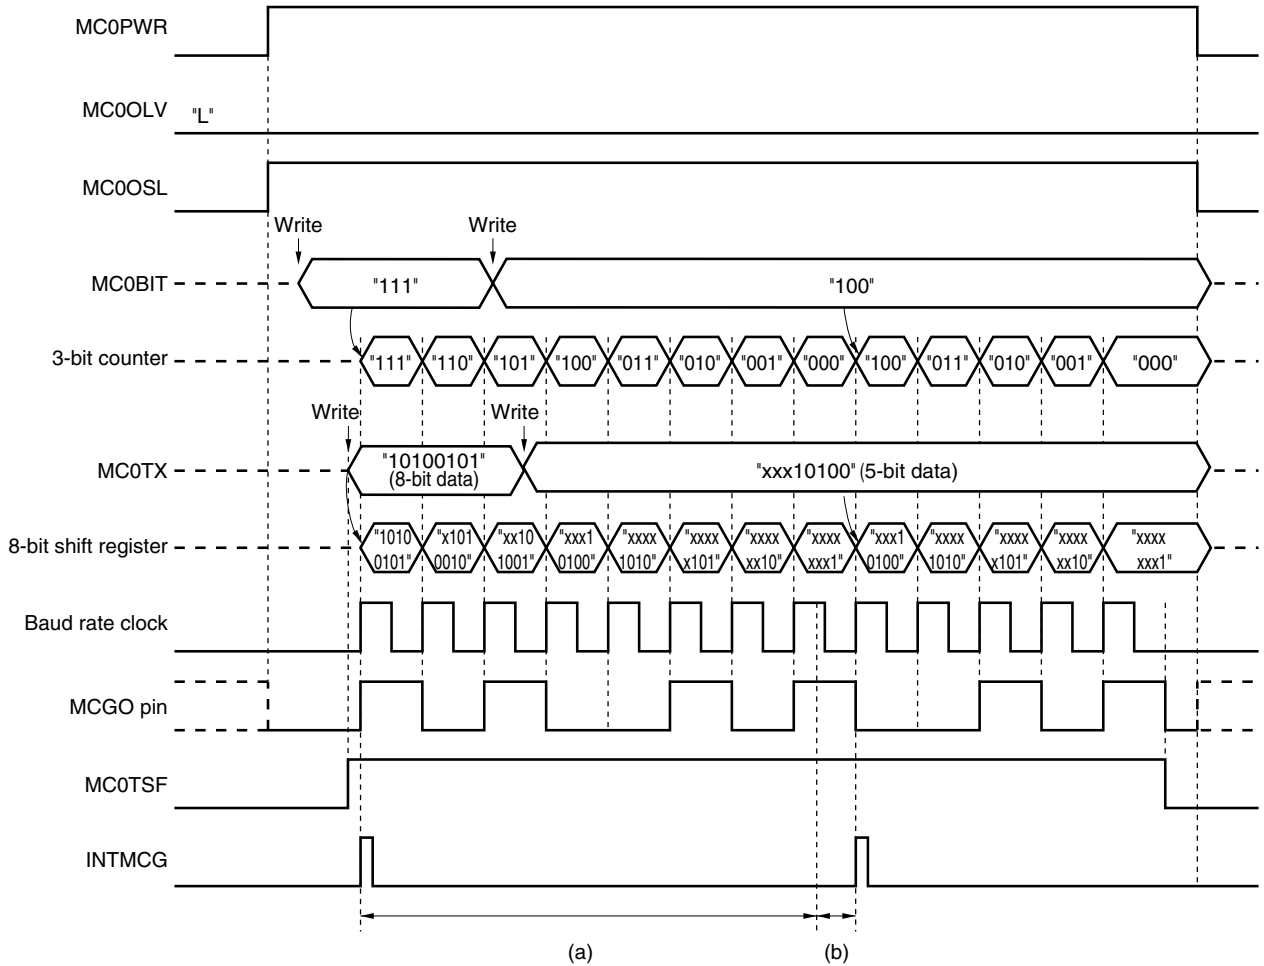 MC0PWR
MC0OLV "L"
MC0OSL
Write Write
MC0BIT "111" "100"
3-bit counter "111" "110" "101" "100" "011" "010" "001" "000" "100" "011" "010" "001" "000"
Write Write
MC0TX "10100101" "xxx10100" (5-bit data)
(8-bit data)
8-bit shift register "1010 "x101 "xx10 "xxx1 "xxxx "xxxx "xxxx "xxxx "xxx1 "xxxx "xxxx "xxxx "xxxx
0101" 0010" 1001" 0100" 1010" x101" xx10" xxx1" 0100" 1010" x101" xx10" xxx1"
Baud rate clock
MCGO pin
MC0TSF
INTMCG
(a) (b)